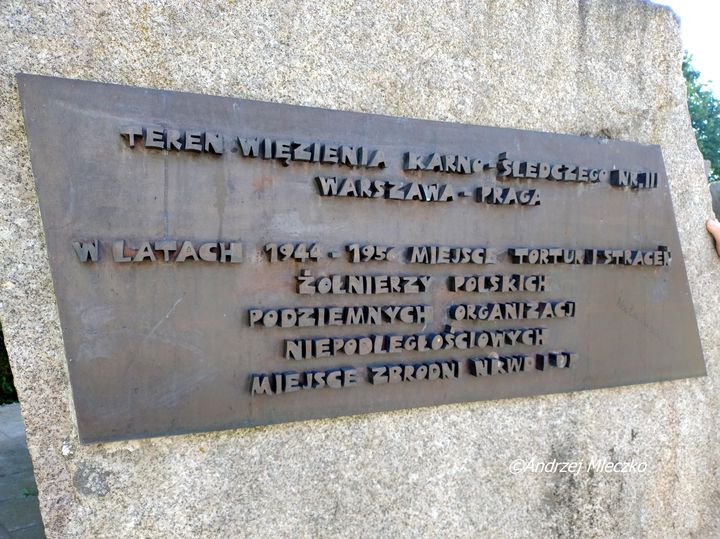 TEREN WIĘZIENIA KARNO-ŚLEDCZEGO NR.III
WARSZAWA - PRAGA
W LATACH 1944 - 1956 MIEJSCE TORTUR I STRACEŃ
ŻOŁNIERZY POLSKICH
PODZIEMNYCH ORGANIZACJI
NIEPODLEGŁOŚCIOWYCH
MIEJSCE ZBRODNI NKWD I UB
©Andrzej Mleczko